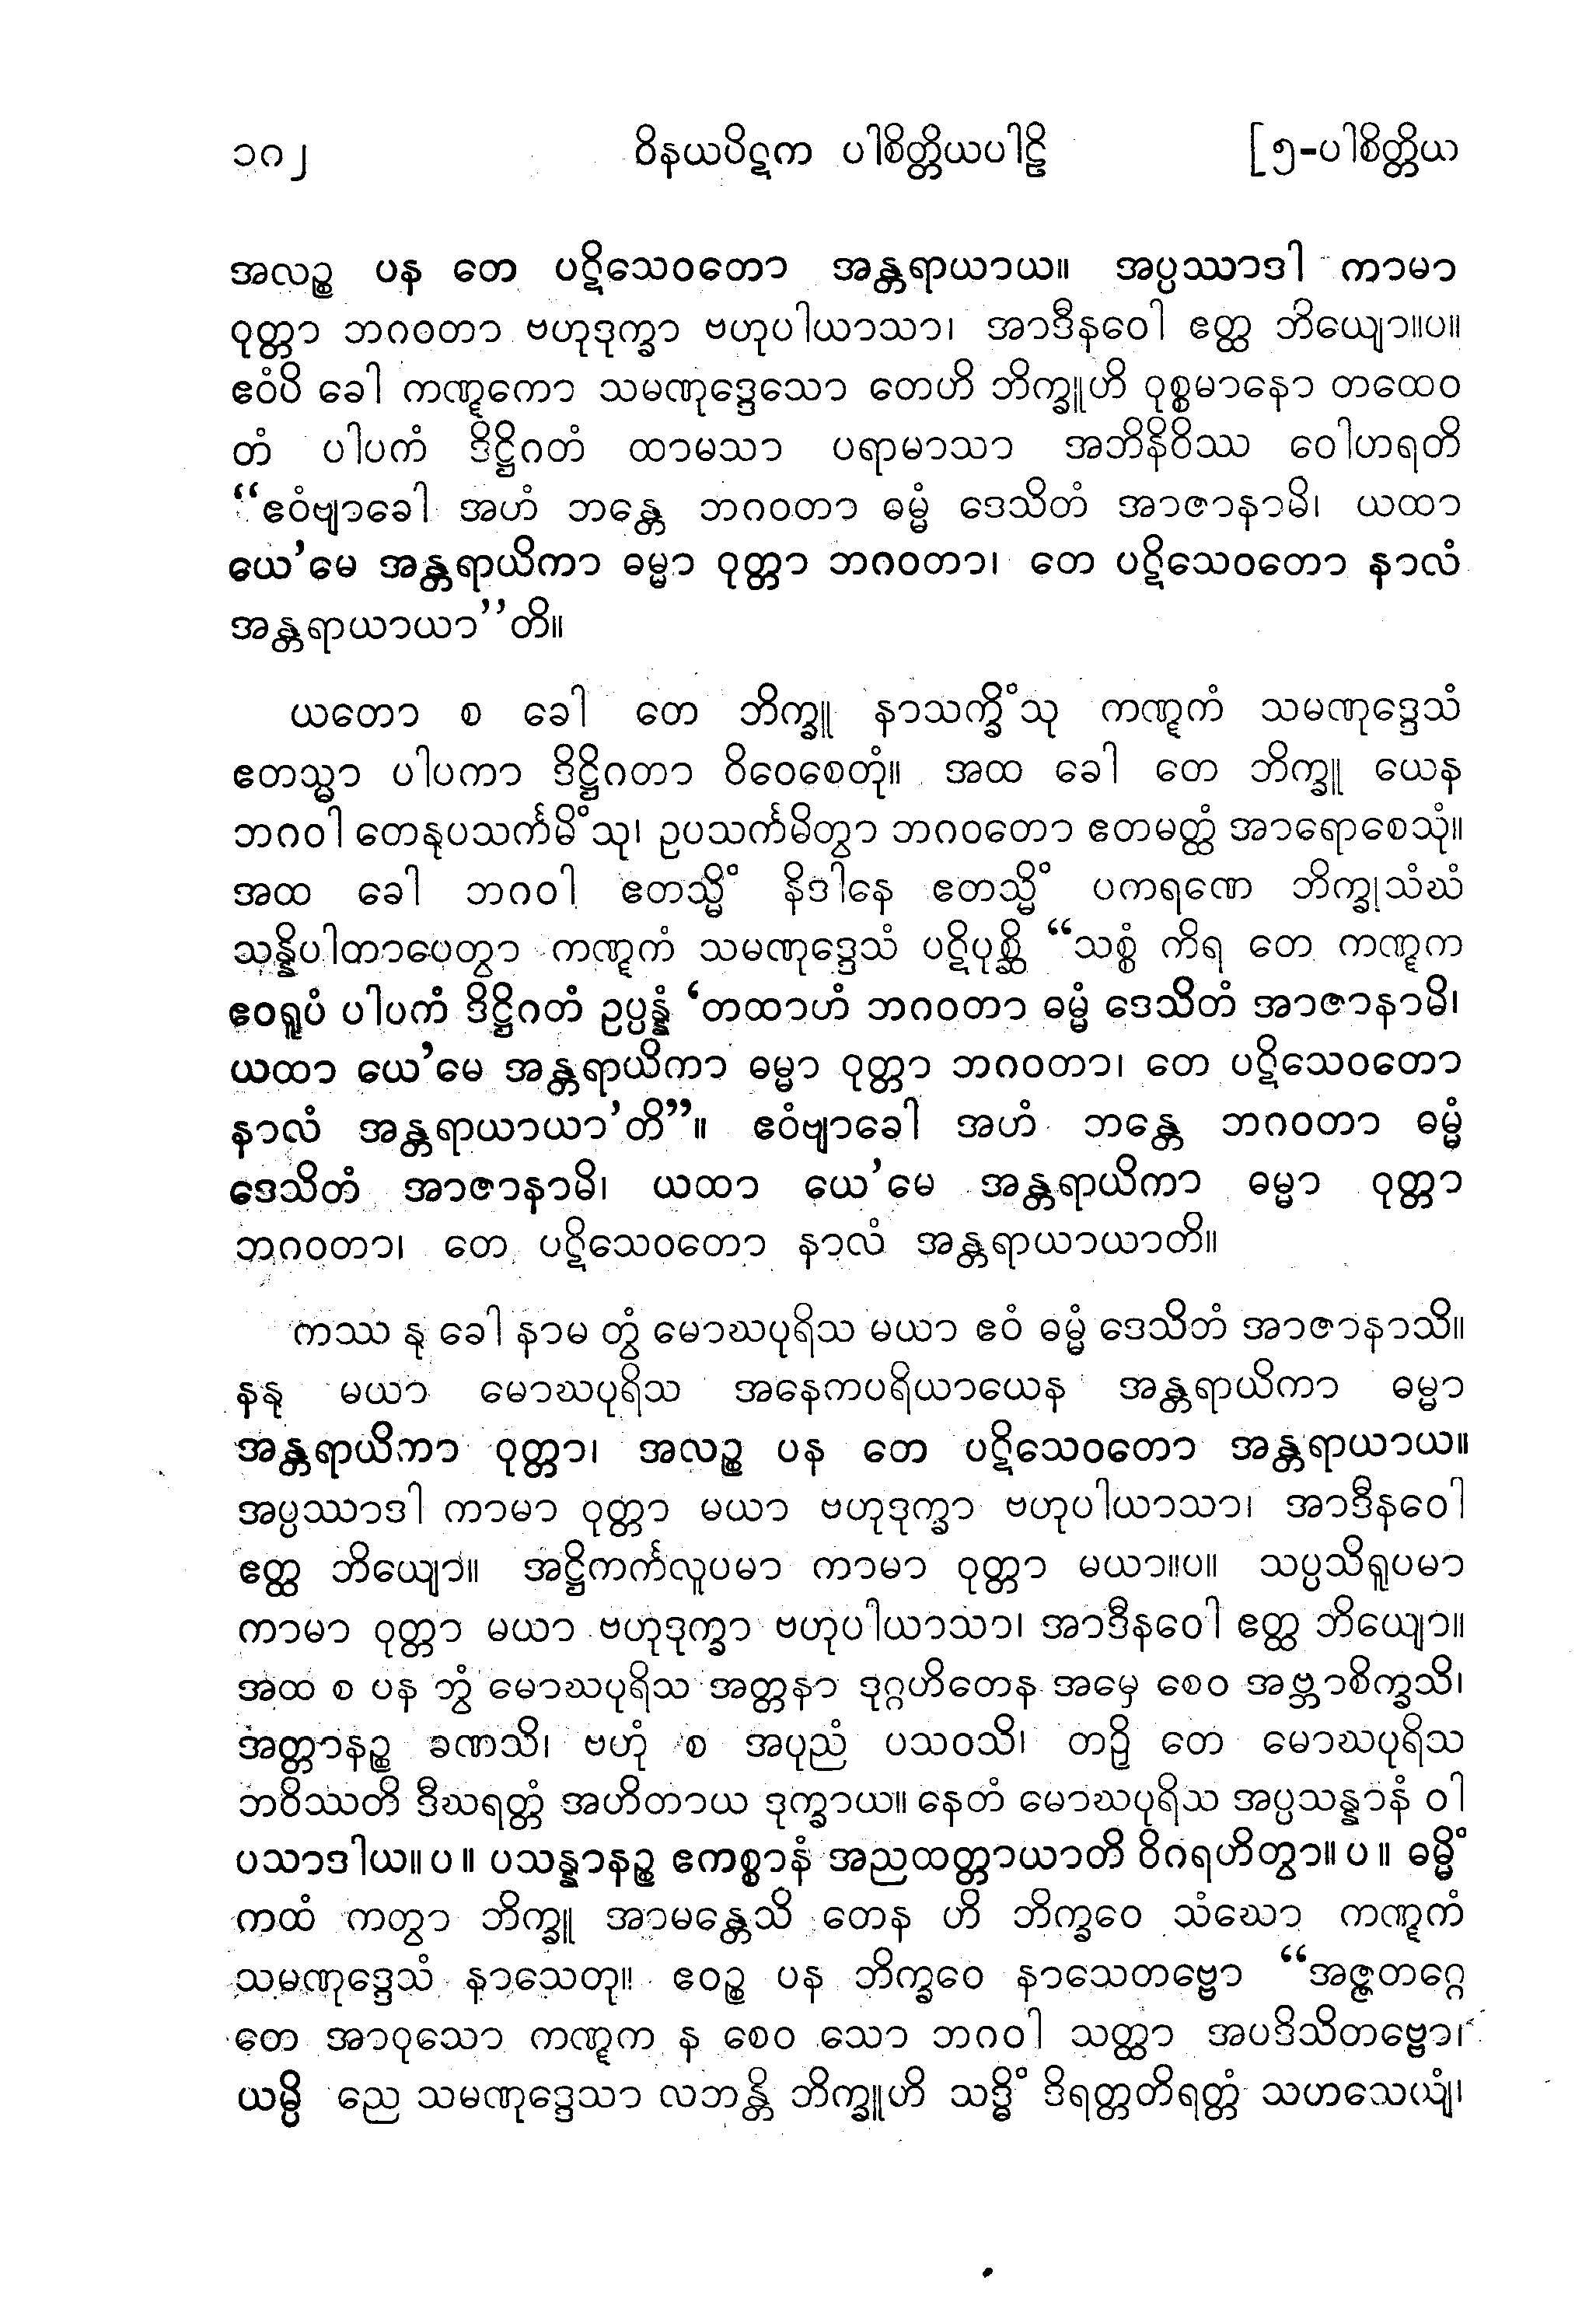 ၁၈၂ ဝိနယပိဋက ပါစိတ္တိယပါဠိ [၅-ပါစိတ္တိယ
အလဉ္စ ပန တေ ပဋိသေဝတော အန္တရာယာယ။ အပ္ပဿာဒါ ကာမာ
ဝုတ္တာ ဘဂဝတာ ဗဟုဒုက္ခာ ဗဟုပါယာသာ၊ အာဒီနဝေါ ဧတ္ထ ဘိယျော။ပ။
ဧဝံပိ ခေါ ကဏ္ဋကော သမဏုဒ္ဒေသော တေဟိ ဘိက္ခူဟိ ဝုစ္စမာနော တထေဝ
တံ ပါပကံ ဒိဋ္ဌိဂတံ ထာမသာ ပရာမာသာ အဘိနိဝိဿ ဝေါဟရတိ
“ဧဝံဗျာခေါ အဟံ ဘန္တေ ဘဂဝတာ ဓမ္မံ ဒေသိတံ အာဇာနာမိ၊ ယထာ
ယေ’မေ အန္တရာယိကာ ဓမ္မာ ဝုတ္တာ ဘဂဝတာ၊ တေ ပဋိသေဝတော နာလံ
အန္တရာယာယာ’’တိ။
ယတော စ ခေါ တေ ဘိက္ခူ နာသက္ခိံသု ကဏ္ဋကံ သမဏုဒ္ဒေသံ
ဧတသ္မာ ပါပကာ ဒိဋ္ဌိဂတာ ဝိဝေစေတုံ။ အထ ခေါ တေ ဘိက္ခူ ယေန
ဘဂဝါ တေနုပသင်္ကမိံသု၊ ဥပသင်္ကမိတွာ ဘဂဝတော ဧတမတ္ထံ အာရောစေသုံ။
အထ ခေါ ဘဂဝါ ဧတသ္မိံ နိဒါနေ ဧတသ္မိံ ပကရဏေ ဘိက္ခုသံဃံ
သန္နိပါတာပေတွာ ကဏ္ဋကံ သမဏုဒ္ဒေသံ ပဋိပုစ္ဆိ “သစ္စံ ကိရ တေ ကဏ္ဋက
ဧဝရူပံ ပါပကံ ဒိဋ္ဌိဂတံ ဥပ္ပန္နံ ‘တထာဟံ ဘဂဝတာ ဓမ္မံ ဒေသိတံ အာဇာနာမိ၊
ယထာ ယေ’မေ အန္တရာယိကာ ဓမ္မာ ဝုတ္တာ ဘဂဝတာ၊ တေ ပဋိသေဝတော
နာလံ အန္တရာယာယာ’တိ”။ ဧဝံဗျာခေါ အဟံ ဘန္တေ ဘဂဝတာ ဓမ္မံ
ဒေသိတံ အာဇာနာမိ၊ ယထာ ယေ’မေ အန္တရာယိကာ ဓမ္မာ ဝုတ္တာ
ဘဂဝတာ၊ တေ ပဋိသေဝတော နာလံ အန္တရာယာယာတိ။
ကဿ နု ခေါ နာမ တွံ မောဃပုရိသ မယာ ဧဝံ ဓမ္မံ ဒေသိတံ အာဇာနာသိ။
နနု မယာ မောဃပုရိသ အနေကပရိယာယေန အန္တရာယိကာ ဓမ္မာ
အန္တရာယိကာ ဝုတ္တာ၊ အလဉ္စ ပန တေ ပဋိသေဝတော အန္တရာယာယ။
အပ္ပဿာဒါ ကာမာ ဝုတ္တာ မယာ ဗဟုဒုက္ခာ ဗဟုပါယာသာ၊ အာဒီနဝေါ
ဧတ္ထ ဘိယျော။ အဋ္ဌိကင်္ကလူပမာ ကာမာ ဝုတ္တာ မယာ။ပ။ သပ္ပသိရူပမာ
ကာမာ ဝုတ္တာ မယာ ဗဟုဒုက္ခာ ဗဟုပါယာသာ၊ အာဒီနဝေါ ဧတ္ထ ဘိယျော။
အထ စ ပန တွံ မောဃပုရိသ အတ္တနာ ဒုဂ္ဂဟိတေန အမှေ စေဝ အဗ္ဘာစိက္ခသိ၊
အတ္တာနဉ္စ ခဏသိ၊ ဗဟုံ စ အပုညံ ပသဝသိ၊ တဉှိ တေ မောဃပုရိသ
ဘဝိဿတိ ဒီဃရတ္တံ အဟိတာယ ဒုက္ခာယ။ နေတံ မောဃပုရိသ အပ္ပသန္နာနံ ဝါ
ပသာဒါယ။ပ။ ပသန္နာနဉ္စ ဧကစ္စာနံ အညထတ္တာယာတိ ဝိဂရဟိတွာ။ပ။ ဓမ္မိံ
ကထံ ကတွာ ဘိက္ခူ အာမန္တေသိ တေန ဟိ ဘိက္ခဝေ သံဃော ကဏ္ဋကံ
သမဏုဒ္ဒေသံ နာသေတု။ ဧဝဉ္စ ပန ဘိက္ခဝေ နာသေတဗ္ဗော “အဇ္ဇတဂ္ဂေ
တေ အာဝုသော ကဏ္ဋက န စေဝ သော ဘဂဝါ သတ္ထာ အပဒိသိတဗ္ဗော၊
ယမ္ပိ ညေ သမဏုဒ္ဒေသာ လဘန္တိ ဘိက္ခူဟိ သဒ္ဓိံ ဒိရတ္တတိရတ္တံ သဟသေယျံ၊